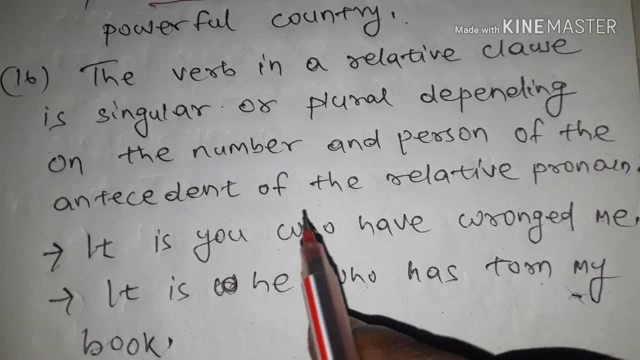 powerful country.
Made with KINEMASTER
(16) The verb in a relative clause
is singular or plural depending
on the number and person of the
antecedent of the relative pronoun.
→ It is you who have wronged me.
→ It is he who has torn my
book.